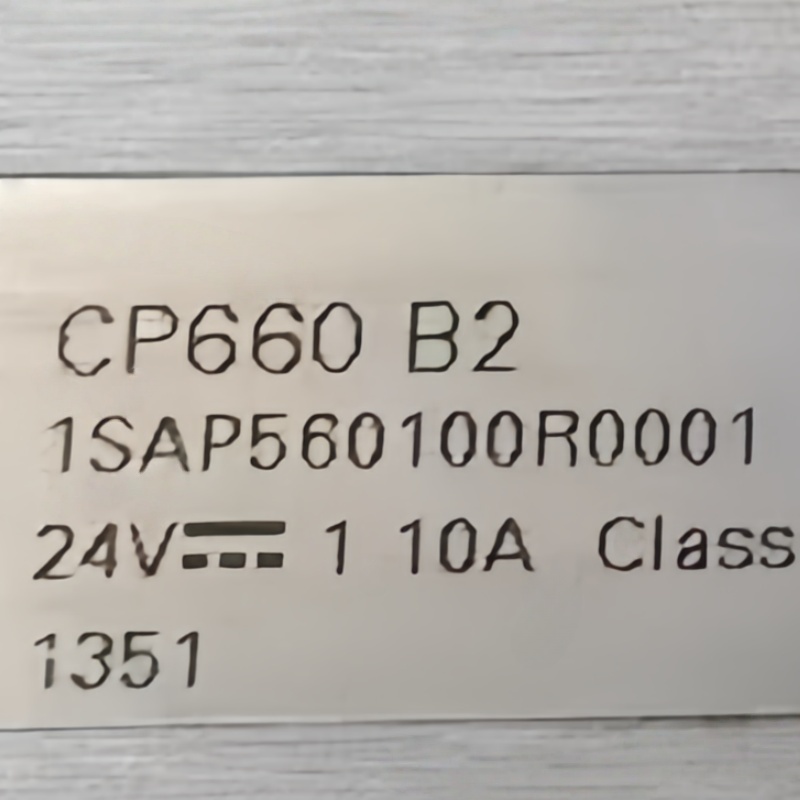 CP660 B2
1SAP560100R0001
24V⎓ 1 10A Class
1351